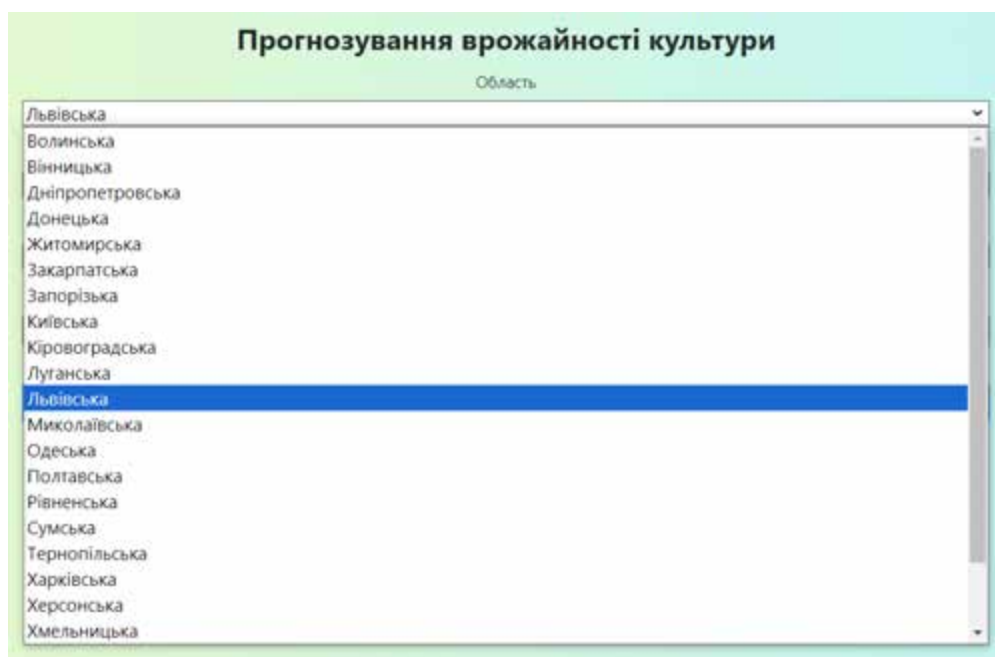 Прогнозування врожайності культури
Область
Львівська
Волинська
Вінницька
Дніпропетровська
Донецька
Житомирська
Закарпатська
Запорізька
Київська
Кіровоградська
Луганська
Львівська
Миколаївська
Одеська
Полтавська
Рівненська
Сумська
Тернопільська
Харківська
Херсонська
Хмельницька